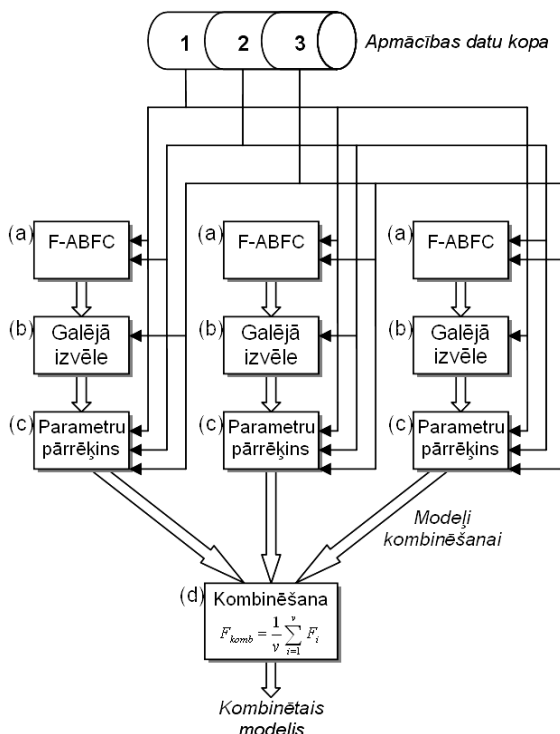 1 2 3 Apmācības datu kopa
(a) F-ABFC (a) F-ABFC (a) F-ABFC
(b) Galējā izvēle (b) Galējā izvēle (b) Galējā izvēle
(c) Parametru pārrēķins (c) Parametru pārrēķins (c) Parametru pārrēķins
Modeļi
kombinēšanai
(d) Kombinēšana
F_komb = 1/v ∑_{i=1}^{v} F_i
Kombinētais
modelis